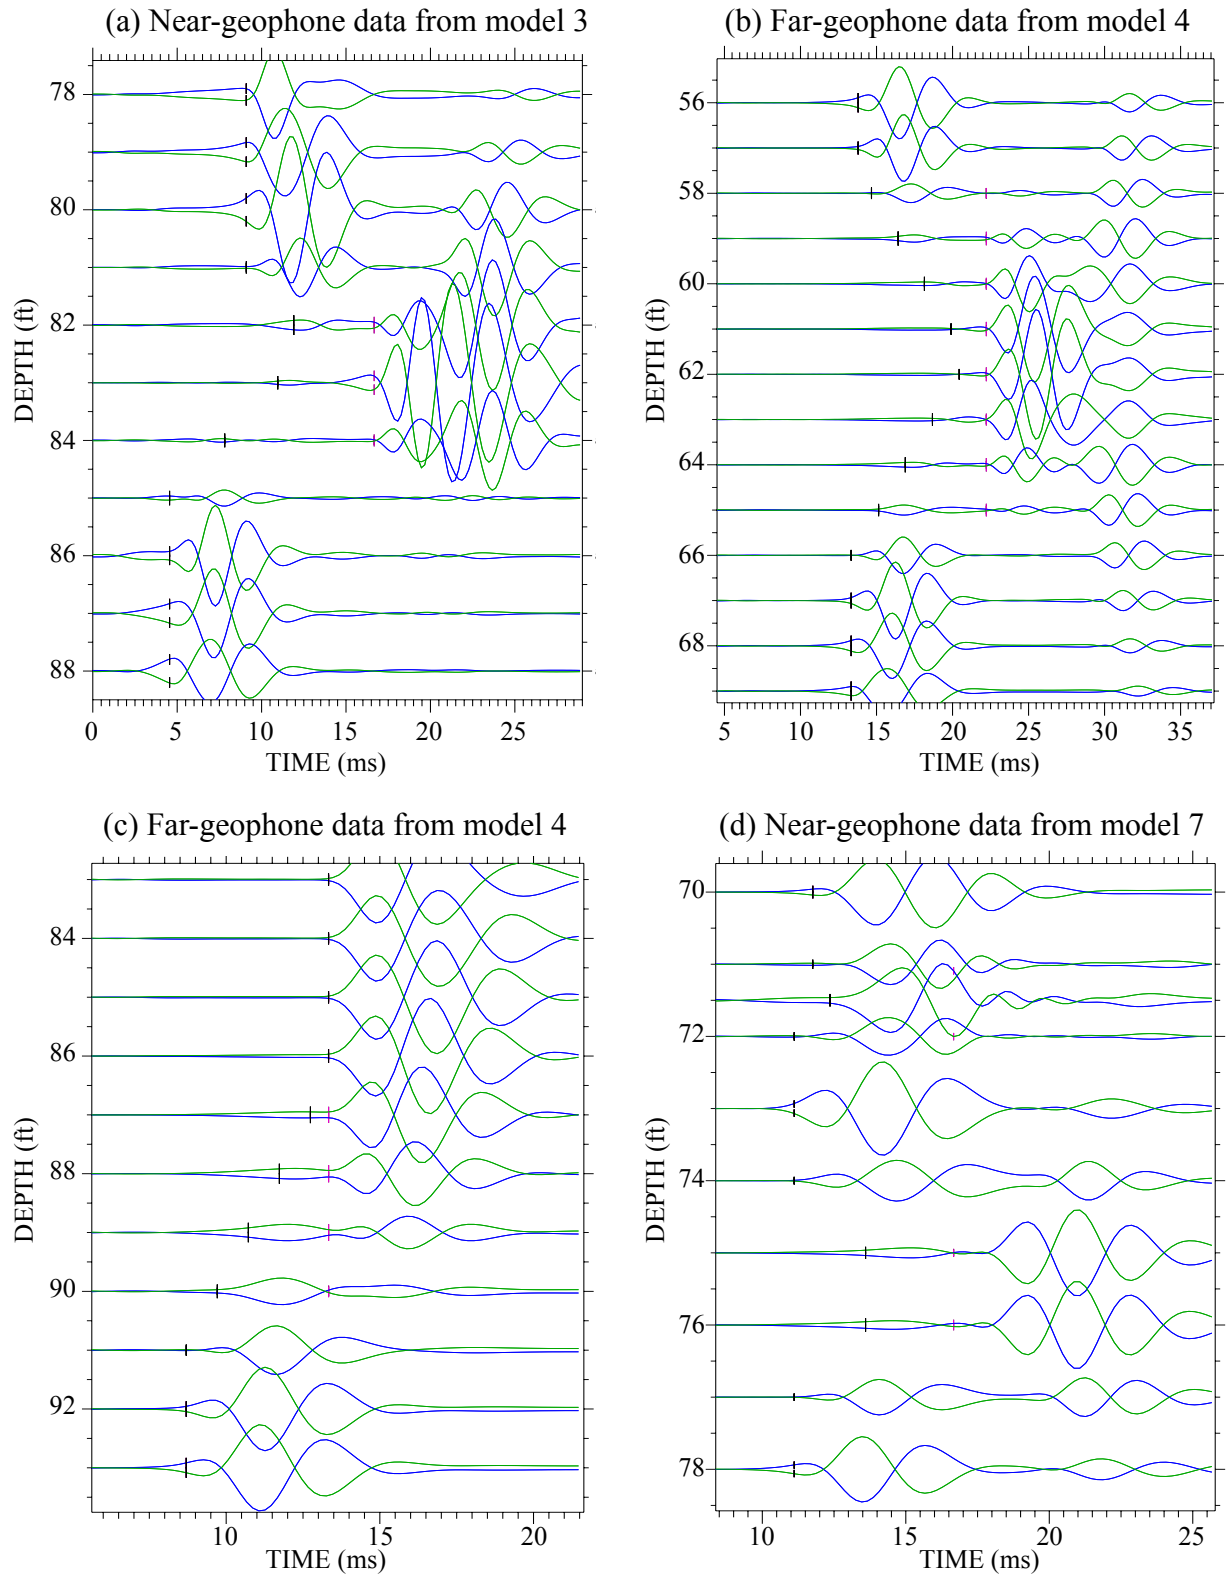 (a) Near-geophone data from model 3
78
80
82
84
86
88
DEPTH (ft)
0 5 10 15 20 25
TIME (ms)
(b) Far-geophone data from model 4
56
58
60
62
64
66
68
DEPTH (ft)
5 10 15 20 25 30 35
TIME (ms)
(c) Far-geophone data from model 4
84
86
88
90
92
DEPTH (ft)
10 15 20
TIME (ms)
(d) Near-geophone data from model 7
70
72
74
76
78
DEPTH (ft)
10 15 20 25
TIME (ms)